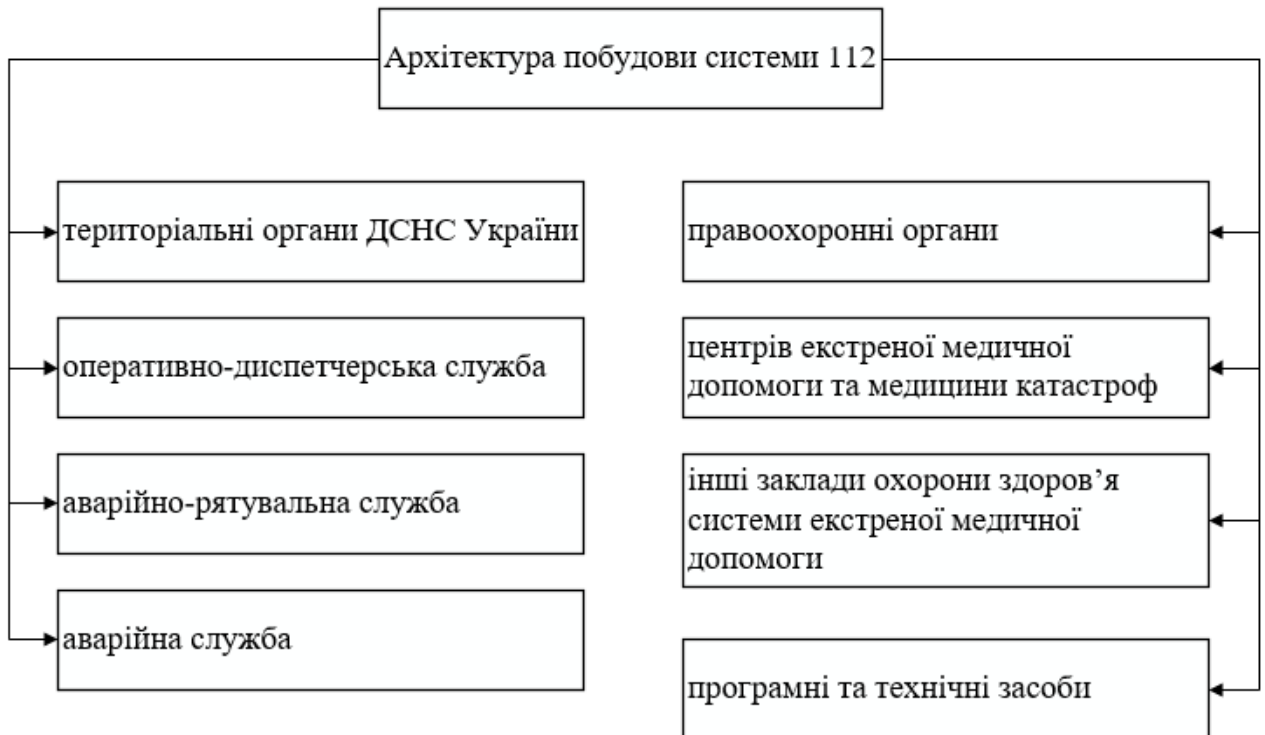 Архітектура побудови системи 112
територіальні органи ДСНС України
оперативно-диспетчерська служба
аварійно-рятувальна служба
аварійна служба
правоохоронні органи
центрів екстреної медичної
допомоги та медицини катастроф
інші заклади охорони здоров’я
системи екстреної медичної
допомоги
програмні та технічні засоби